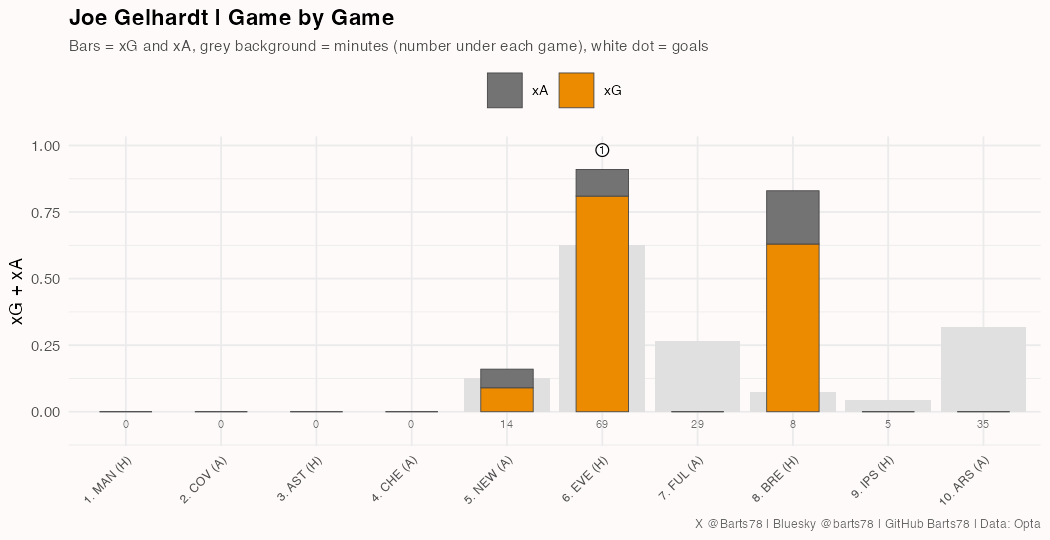 Joe Gelhardt | Game by Game
Bars = xG and xA, grey background = minutes (number under each game), white dot = goals
xA xG
xG + xA
1.00
0.75
0.50
0.25
0.00
1
0 0 0 0 14 69 29 8 5 35
1. MAN (H) 2. COV (A) 3. AST (H) 4. CHE (A) 5. NEW (A) 6. EVE (H) 7. FUL (A) 8. BRE (H) 9. IPS (H) 10. ARS (A)
X @Barts78 | Bluesky @barts78 | GitHub Barts78 | Data: Opta